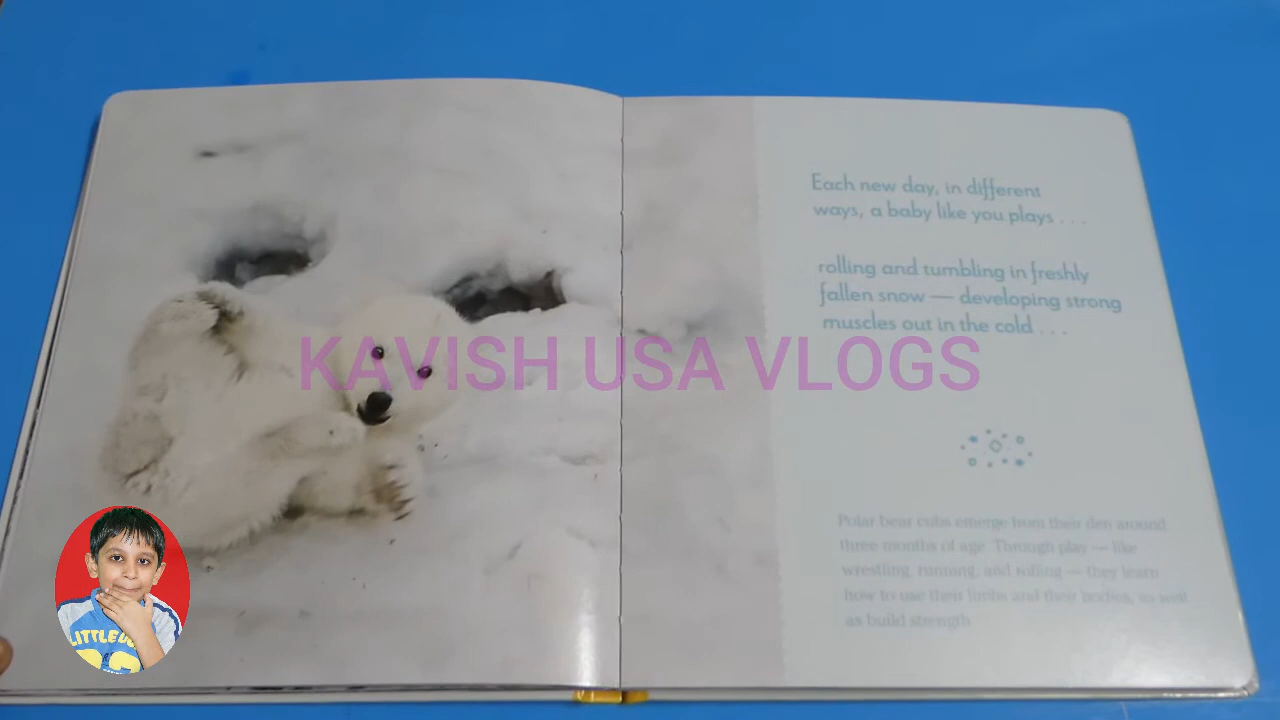 Each new day, in different
ways, a baby like you plays . . .
rolling and tumbling in freshly
fallen snow — developing strong
muscles out in the cold . . .
KAVISH USA VLOGS
Polar bear cubs emerge from their den around
three months of age. Through play — like
wrestling, running, and rolling — they learn
how to use their limbs and their bodies, as well
as build strength
LITTLE